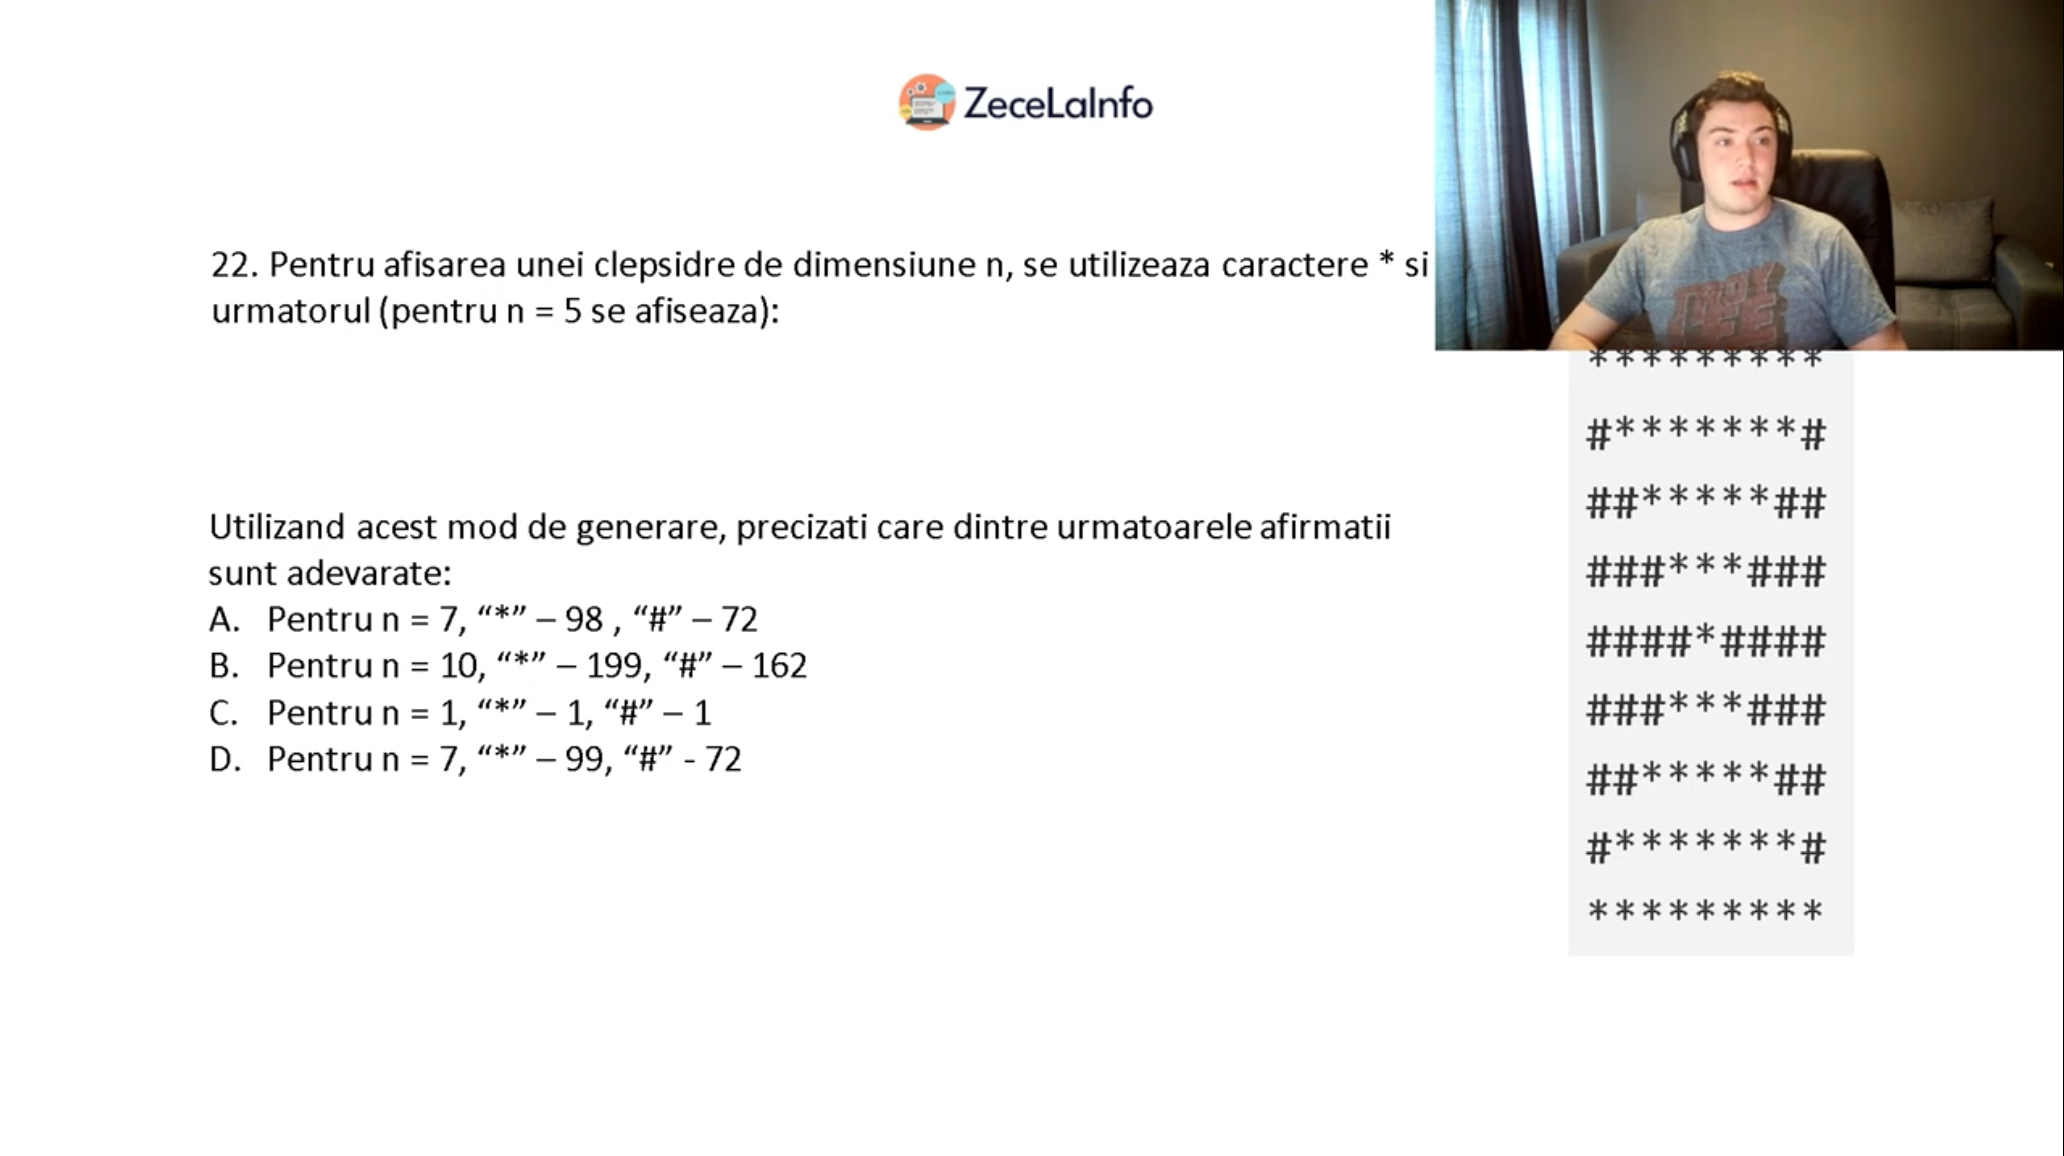 ZeceLaInfo
22. Pentru afisarea unei clepsidre de dimensiune n, se utilizeaza caractere * si
urmatorul (pentru n = 5 se afiseaza):
*********
#*******#
##*****##
###***###
####*####
###***###
##*****##
#*******#
*********
Utilizand acest mod de generare, precizati care dintre urmatoarele afirmatii
sunt adevarate:
A. Pentru n = 7, “*” – 98 , “#” – 72
B. Pentru n = 10, “*” – 199, “#” – 162
C. Pentru n = 1, “*” – 1, “#” – 1
D. Pentru n = 7, “*” – 99, “#” - 72